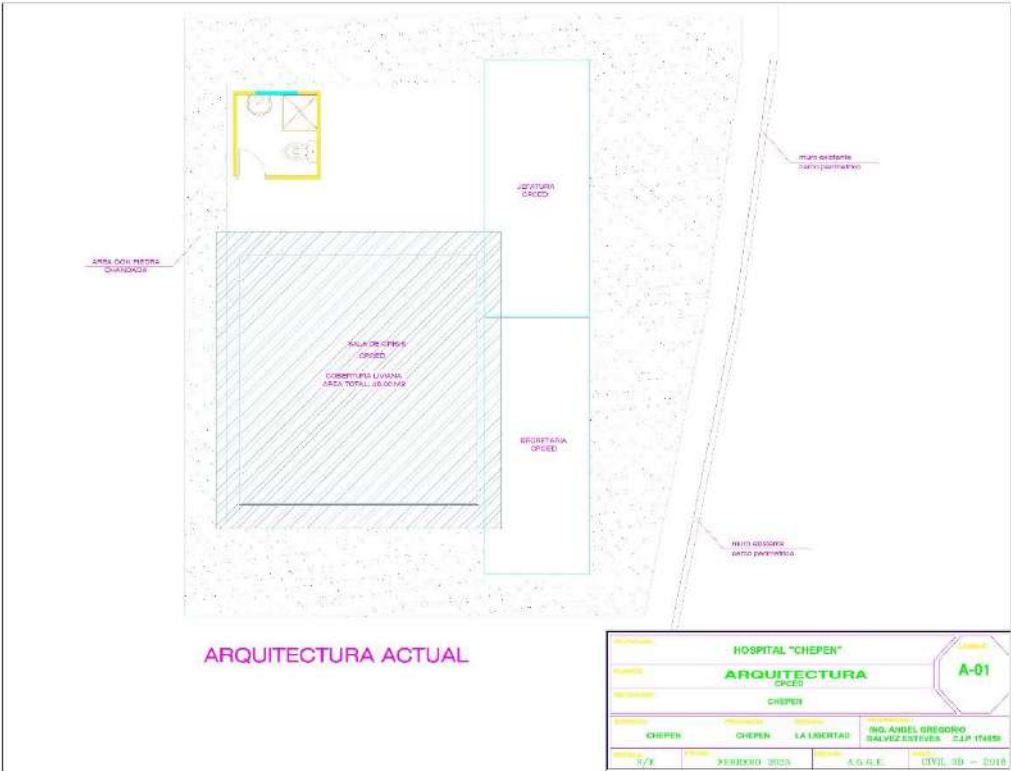 muro existente
cerco perimetrico
JEFATURA
CPCED
AREA CON PIEDRA
CHANCADA
SALA DE CRISIS
CPCED
COBERTURA LIVIANA
AREA TOTAL:
SECRETARIA
CPCED
muro existente
cerco perimetrico
ARQUITECTURA ACTUAL
HOSPITAL "CHEPEN"
A-01
ARQUITECTURA
CPCED
CHEPEN
CHEPEN
CHEPEN
LA LIBERTAD
ING. ANGEL GREGORIO
GALVEZ ESTEVES C.I.P
FEBRERO
A.G.G.E.
CIVIL 3D - 2018